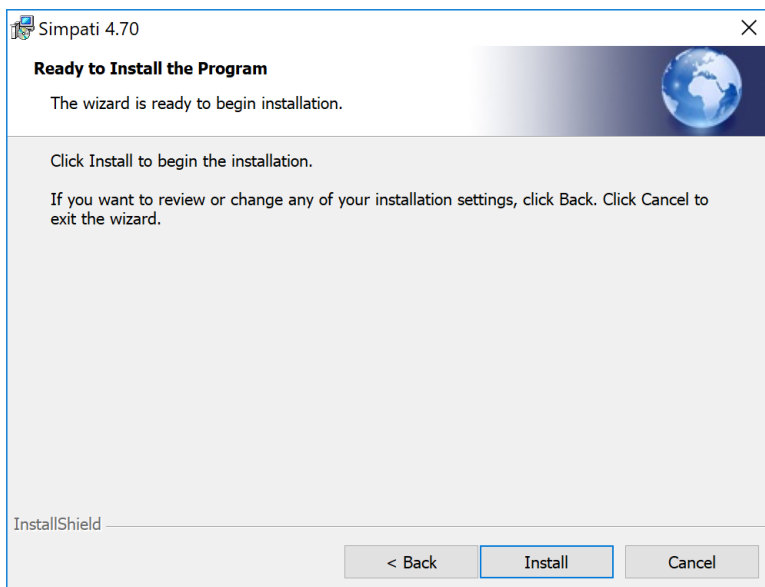 Simpati 4.70
Ready to Install the Program
The wizard is ready to begin installation.
Click Install to begin the installation.
If you want to review or change any of your installation settings, click Back. Click Cancel to
exit the wizard.
InstallShield
< Back
Install
Cancel